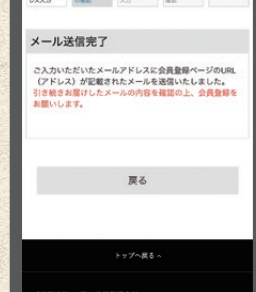 メール送信完了
ご入力いただいたメールアドレスに会員登録ページのURL
（アドレス）が記載されたメールを送信いたしました。
引き続きお届けしたメールの内容を確認の上、会員登録を
お願いします。
戻る
トップへ戻る